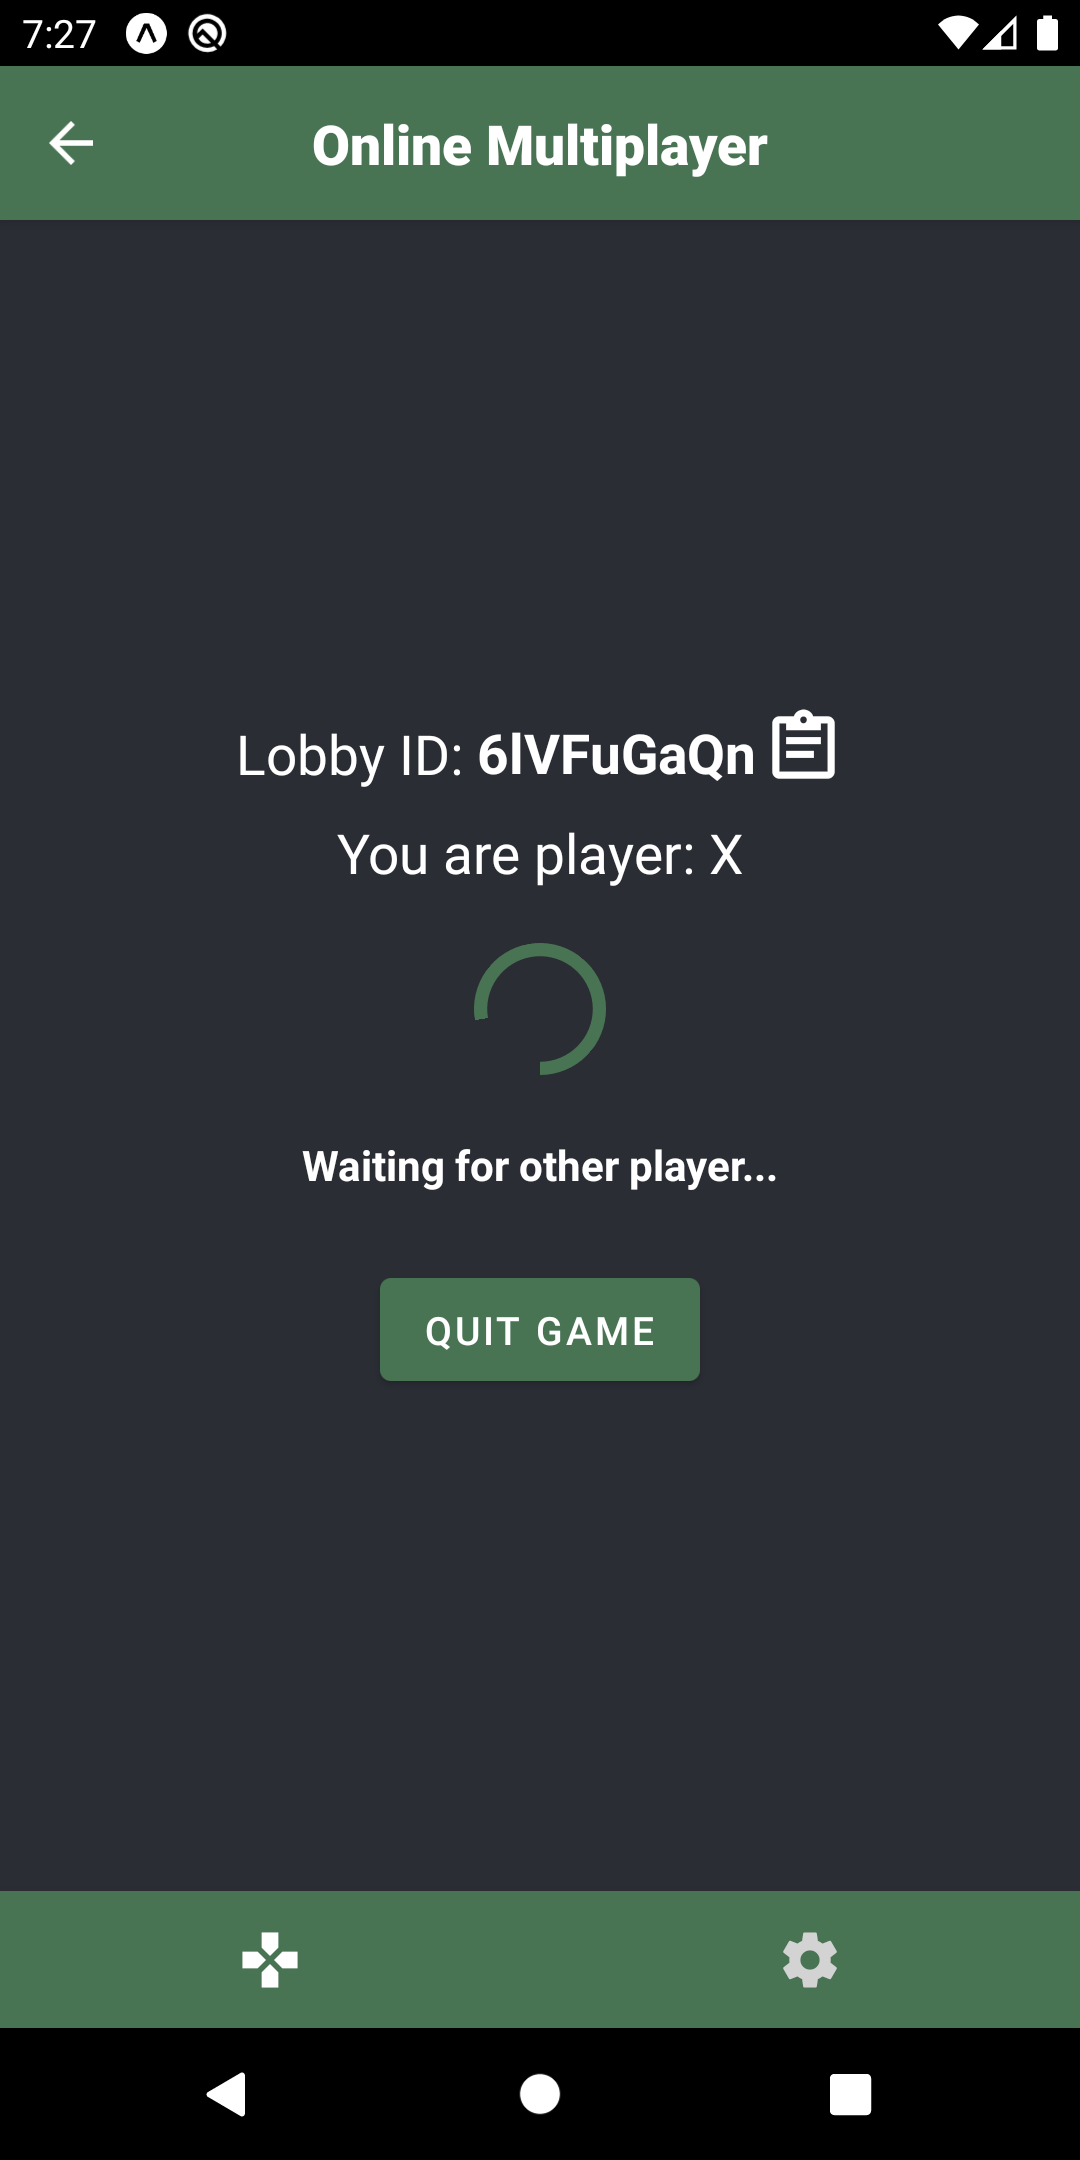 7:27
Online Multiplayer
Lobby ID: 6lVFuGaQn
You are player: X
Waiting for other player...
QUIT GAME